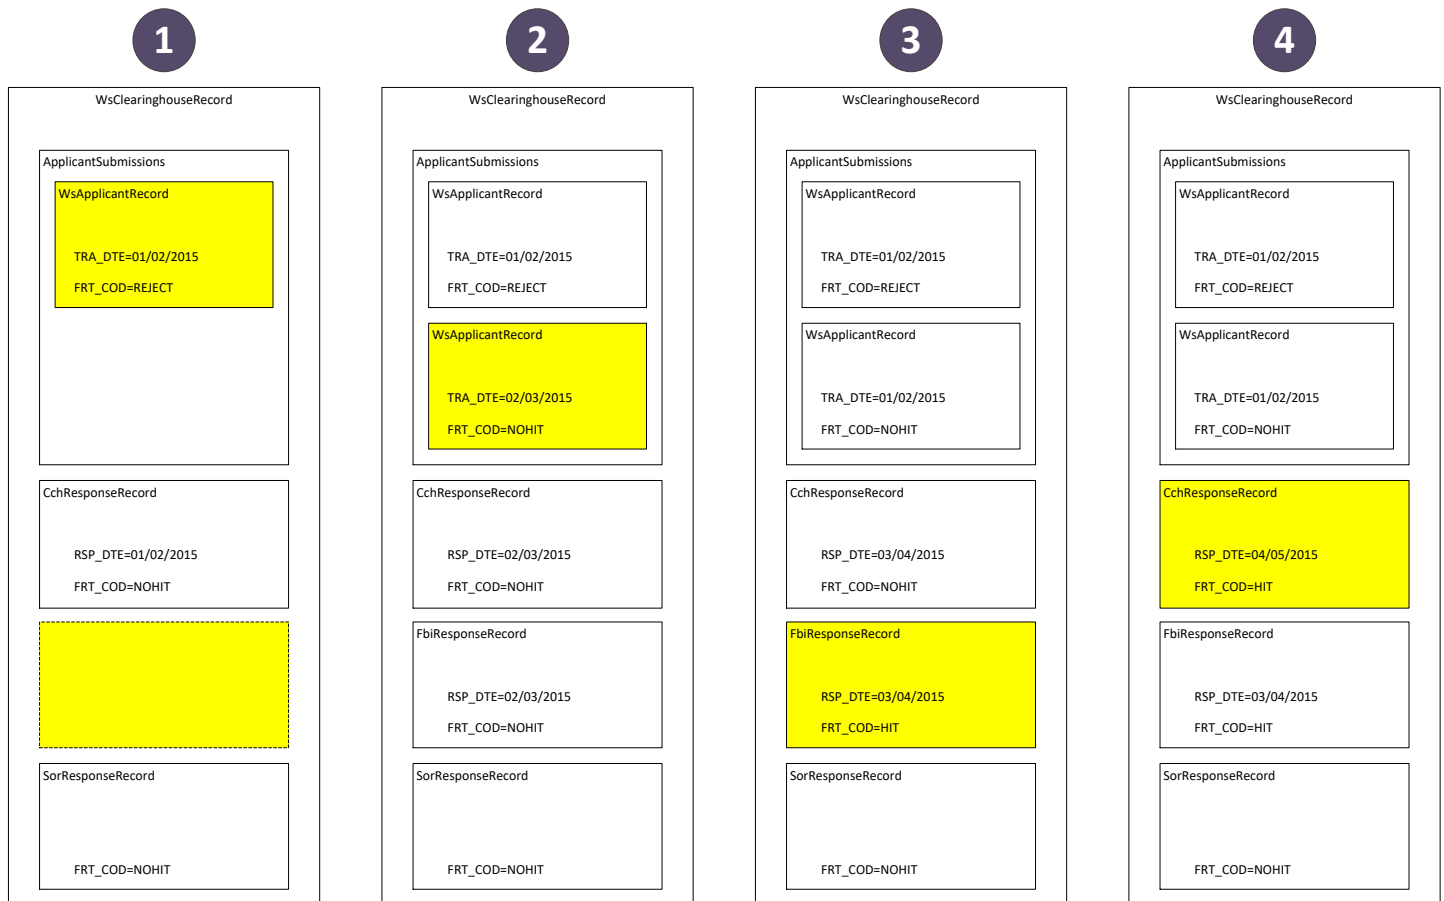 1
WsClearinghouseRecord
ApplicantSubmissions
WsApplicantRecord
TRA_DTE=01/02/2015
FRT_COD=REJECT
CchResponseRecord
RSP_DTE=01/02/2015
FRT_COD=NOHIT
SorResponseRecord
FRT_COD=NOHIT
2
WsClearinghouseRecord
ApplicantSubmissions
WsApplicantRecord
TRA_DTE=01/02/2015
FRT_COD=REJECT
WsApplicantRecord
TRA_DTE=02/03/2015
FRT_COD=NOHIT
CchResponseRecord
RSP_DTE=02/03/2015
FRT_COD=NOHIT
FbiResponseRecord
RSP_DTE=02/03/2015
FRT_COD=NOHIT
SorResponseRecord
FRT_COD=NOHIT
3
WsClearinghouseRecord
ApplicantSubmissions
WsApplicantRecord
TRA_DTE=01/02/2015
FRT_COD=REJECT
WsApplicantRecord
TRA_DTE=01/02/2015
FRT_COD=NOHIT
CchResponseRecord
RSP_DTE=03/04/2015
FRT_COD=NOHIT
FbiResponseRecord
RSP_DTE=03/04/2015
FRT_COD=HIT
SorResponseRecord
FRT_COD=NOHIT
4
WsClearinghouseRecord
ApplicantSubmissions
WsApplicantRecord
TRA_DTE=01/02/2015
FRT_COD=REJECT
WsApplicantRecord
TRA_DTE=01/02/2015
FRT_COD=NOHIT
CchResponseRecord
RSP_DTE=04/05/2015
FRT_COD=HIT
FbiResponseRecord
RSP_DTE=03/04/2015
FRT_COD=HIT
SorResponseRecord
FRT_COD=NOHIT